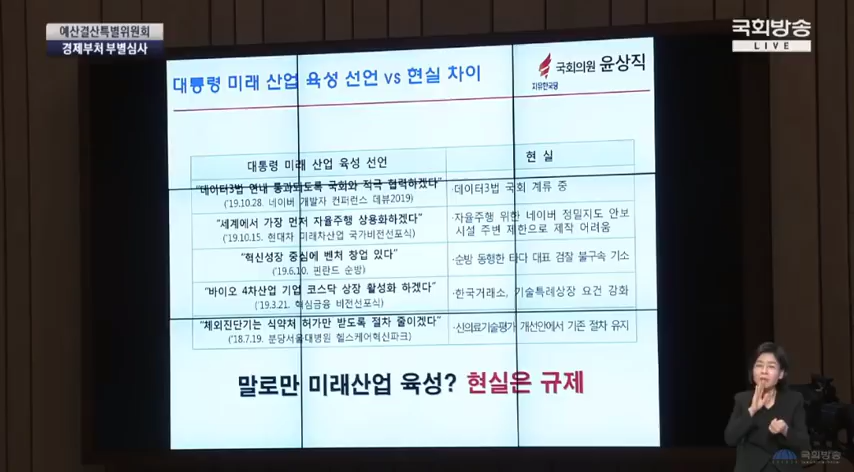 예산결산특별위원회
경제부처 부별심사
국회방송
LIVE
대통령 미래 산업 육성 선언 vs 현실 차이
자유한국당
국회의원 윤상직
대통령 미래 산업 육성 선언
현 실
"데이터3법 연내 통과되도록 국회와 적극 협력하겠다"
('19.10.28. 네이버 개발자 컨퍼런스 데뷰2019)
·데이터3법 국회 계류 중
"세계에서 가장 먼저 자율주행 상용화하겠다"
('19.10.15. 현대차 미래차산업 국가비전선포식)
·자율주행 위한 네이버 정밀지도 안보
시설 주변 제한으로 제작 어려움
"혁신성장 중심에 벤처 창업 있다"
('19.6.10. 핀란드 순방)
·순방 동행한 타다 대표 검찰 불구속 기소
"바이오 4차산업 기업 코스닥 상장 활성화 하겠다"
('19.3.21. 혁신금융 비전선포식)
·한국거래소, 기술특례상장 요건 강화
"체외진단기는 식약처 허가만 받도록 절차 줄이겠다"
('18.7.19. 분당서울대병원 헬스케어혁신파크)
·신의료기술평가 개선안에서 기존 절차 유지
말로만 미래산업 육성? 현실은 규제
국회방송